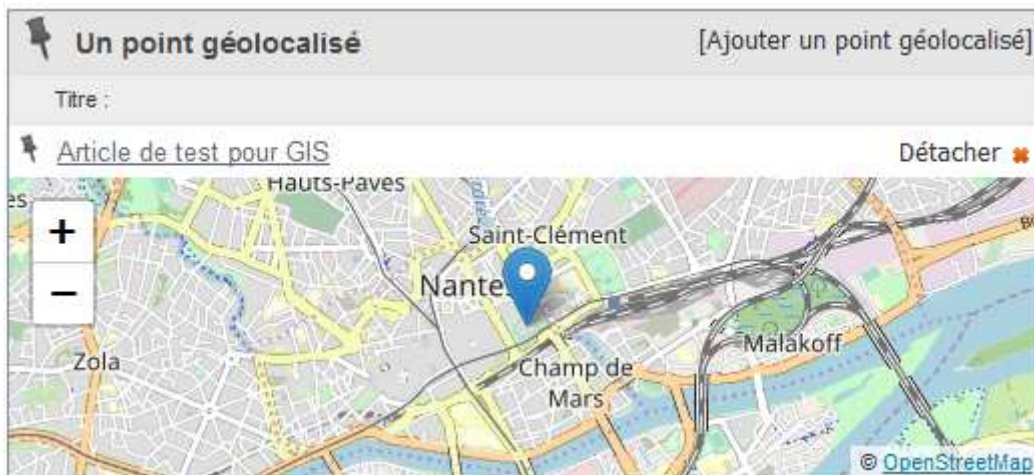 Un point géolocalisé [Ajouter un point géolocalisé]
Titre :
Article de test pour GIS Détacher
Hauts-Pavés
+
Saint-Clément
Nantes
−
Zola
Malakoff
Champ de
Mars
© OpenStreetMap